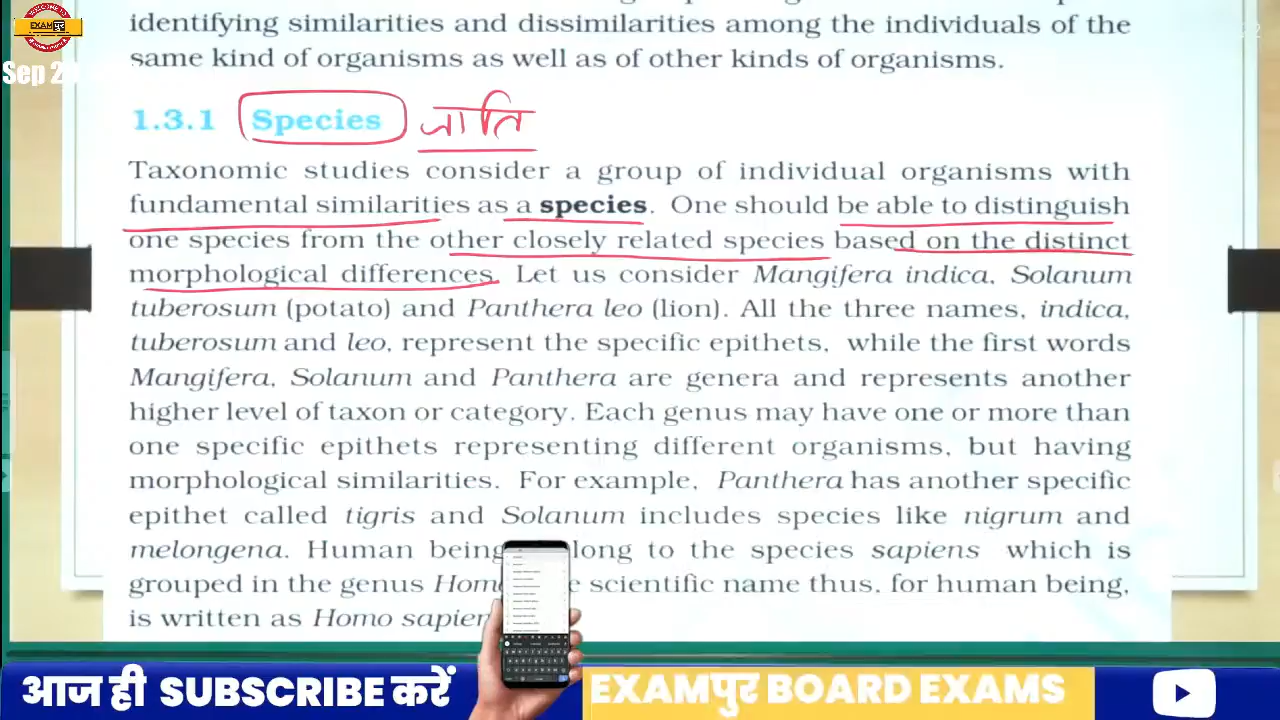 identifying similarities and dissimilarities among the individuals of the
same kind of organisms as well as of other kinds of organisms.
1.3.1 Species जाति
Taxonomic studies consider a group of individual organisms with
fundamental similarities as a species. One should be able to distinguish
one species from the other closely related species based on the distinct
morphological differences. Let us consider Mangifera indica, Solanum
tuberosum (potato) and Panthera leo (lion). All the three names, indica,
tuberosum and leo, represent the specific epithets, while the first words
Mangifera, Solanum and Panthera are genera and represents another
higher level of taxon or category. Each genus may have one or more than
one specific epithets representing different organisms, but having
morphological similarities. For example, Panthera has another specific
epithet called tigris and Solanum includes species like nigrum and
melongena. Human being long to the species sapiens which is
grouped in the genus Hom e scientific name thus, for human being,
is written as Homo sapien
EXAMपुर
Sep 2
आज ही SUBSCRIBE करें
EXAMपुर BOARD EXAMS